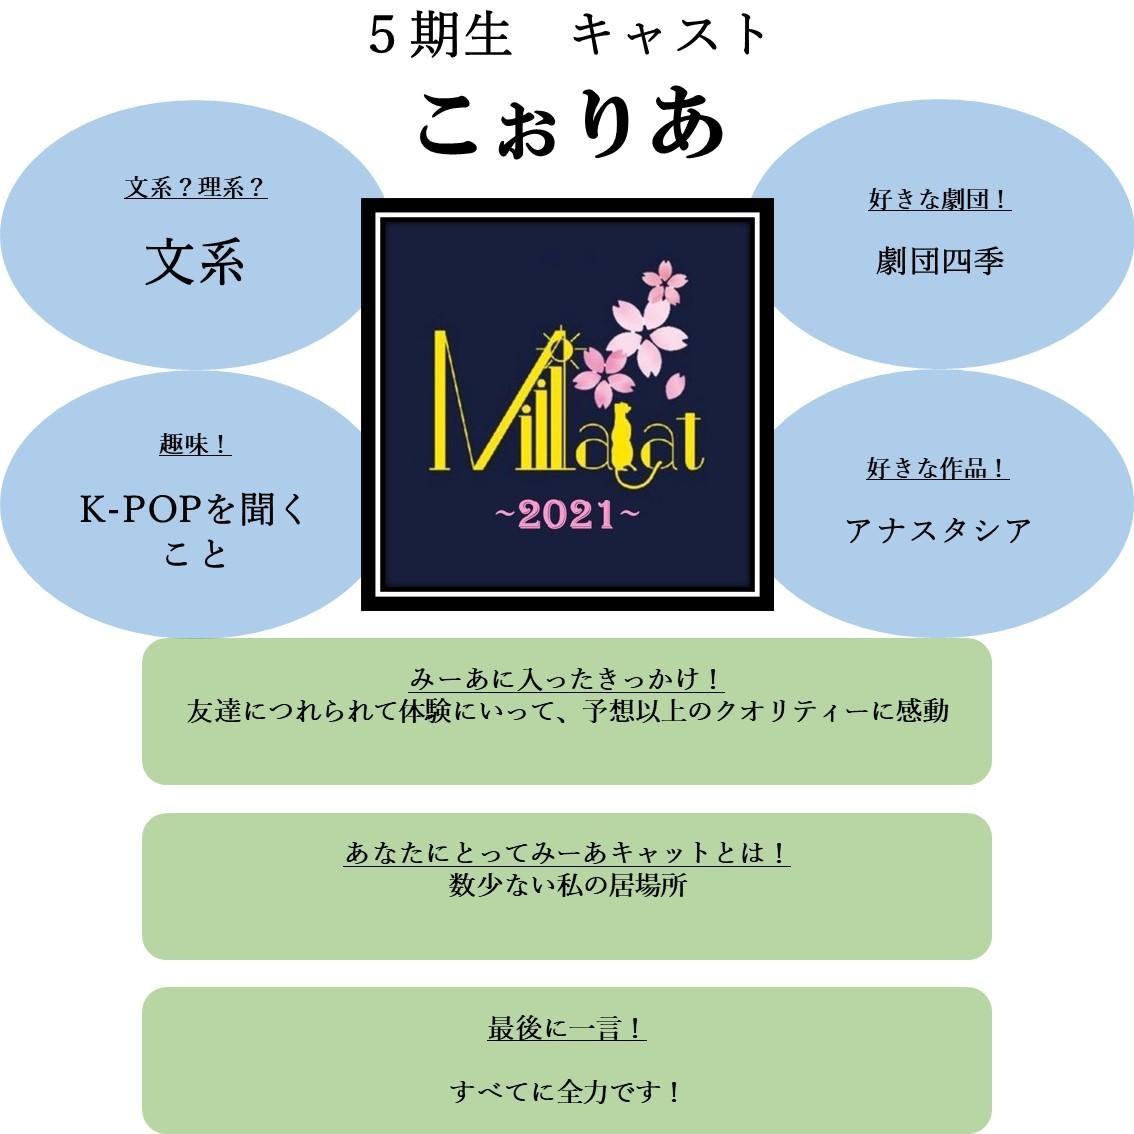 ５期生　キャスト
こぉりあ
文系？理系？
文系
好きな劇団！
劇団四季
趣味！
K-POPを聞く
こと
好きな作品！
アナスタシア
Milacat
~2021~
みーあに入ったきっかけ！
友達につれられて体験にいって、予想以上のクオリティーに感動
あなたにとってみーあキャットとは！
数少ない私の居場所
最後に一言！
すべてに全力です！